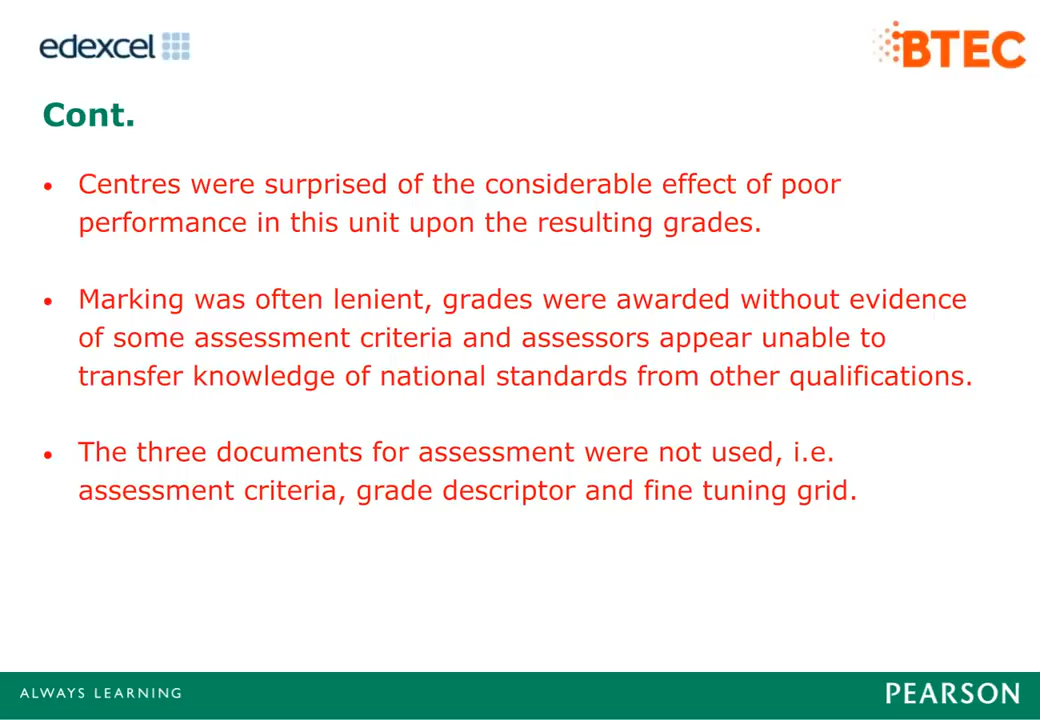 edexcel
BTEC
Cont.
• Centres were surprised of the considerable effect of poor
performance in this unit upon the resulting grades.
• Marking was often lenient, grades were awarded without evidence
of some assessment criteria and assessors appear unable to
transfer knowledge of national standards from other qualifications.
• The three documents for assessment were not used, i.e.
assessment criteria, grade descriptor and fine tuning grid.
ALWAYS LEARNING
PEARSON